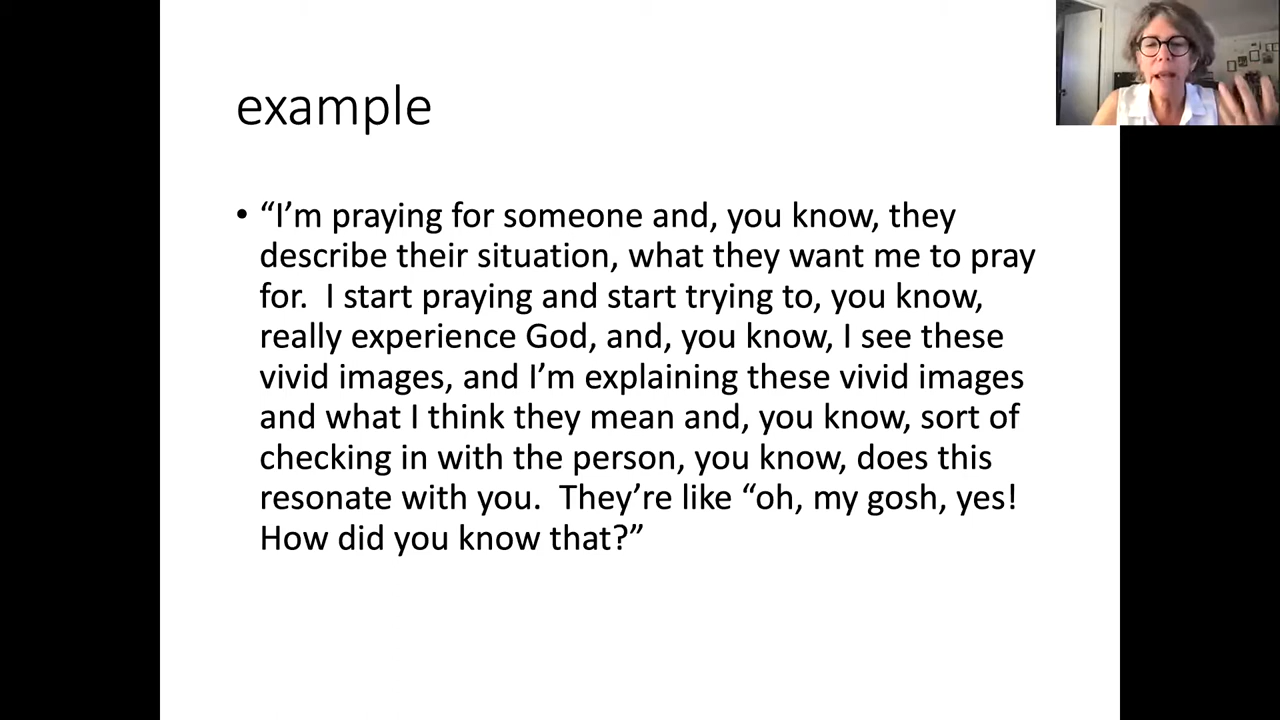 example
• “I’m praying for someone and, you know, they
describe their situation, what they want me to pray
for.  I start praying and start trying to, you know,
really experience God, and, you know, I see these
vivid images, and I’m explaining these vivid images
and what I think they mean and, you know, sort of
checking in with the person, you know, does this
resonate with you.  They’re like “oh, my gosh, yes!
How did you know that?”